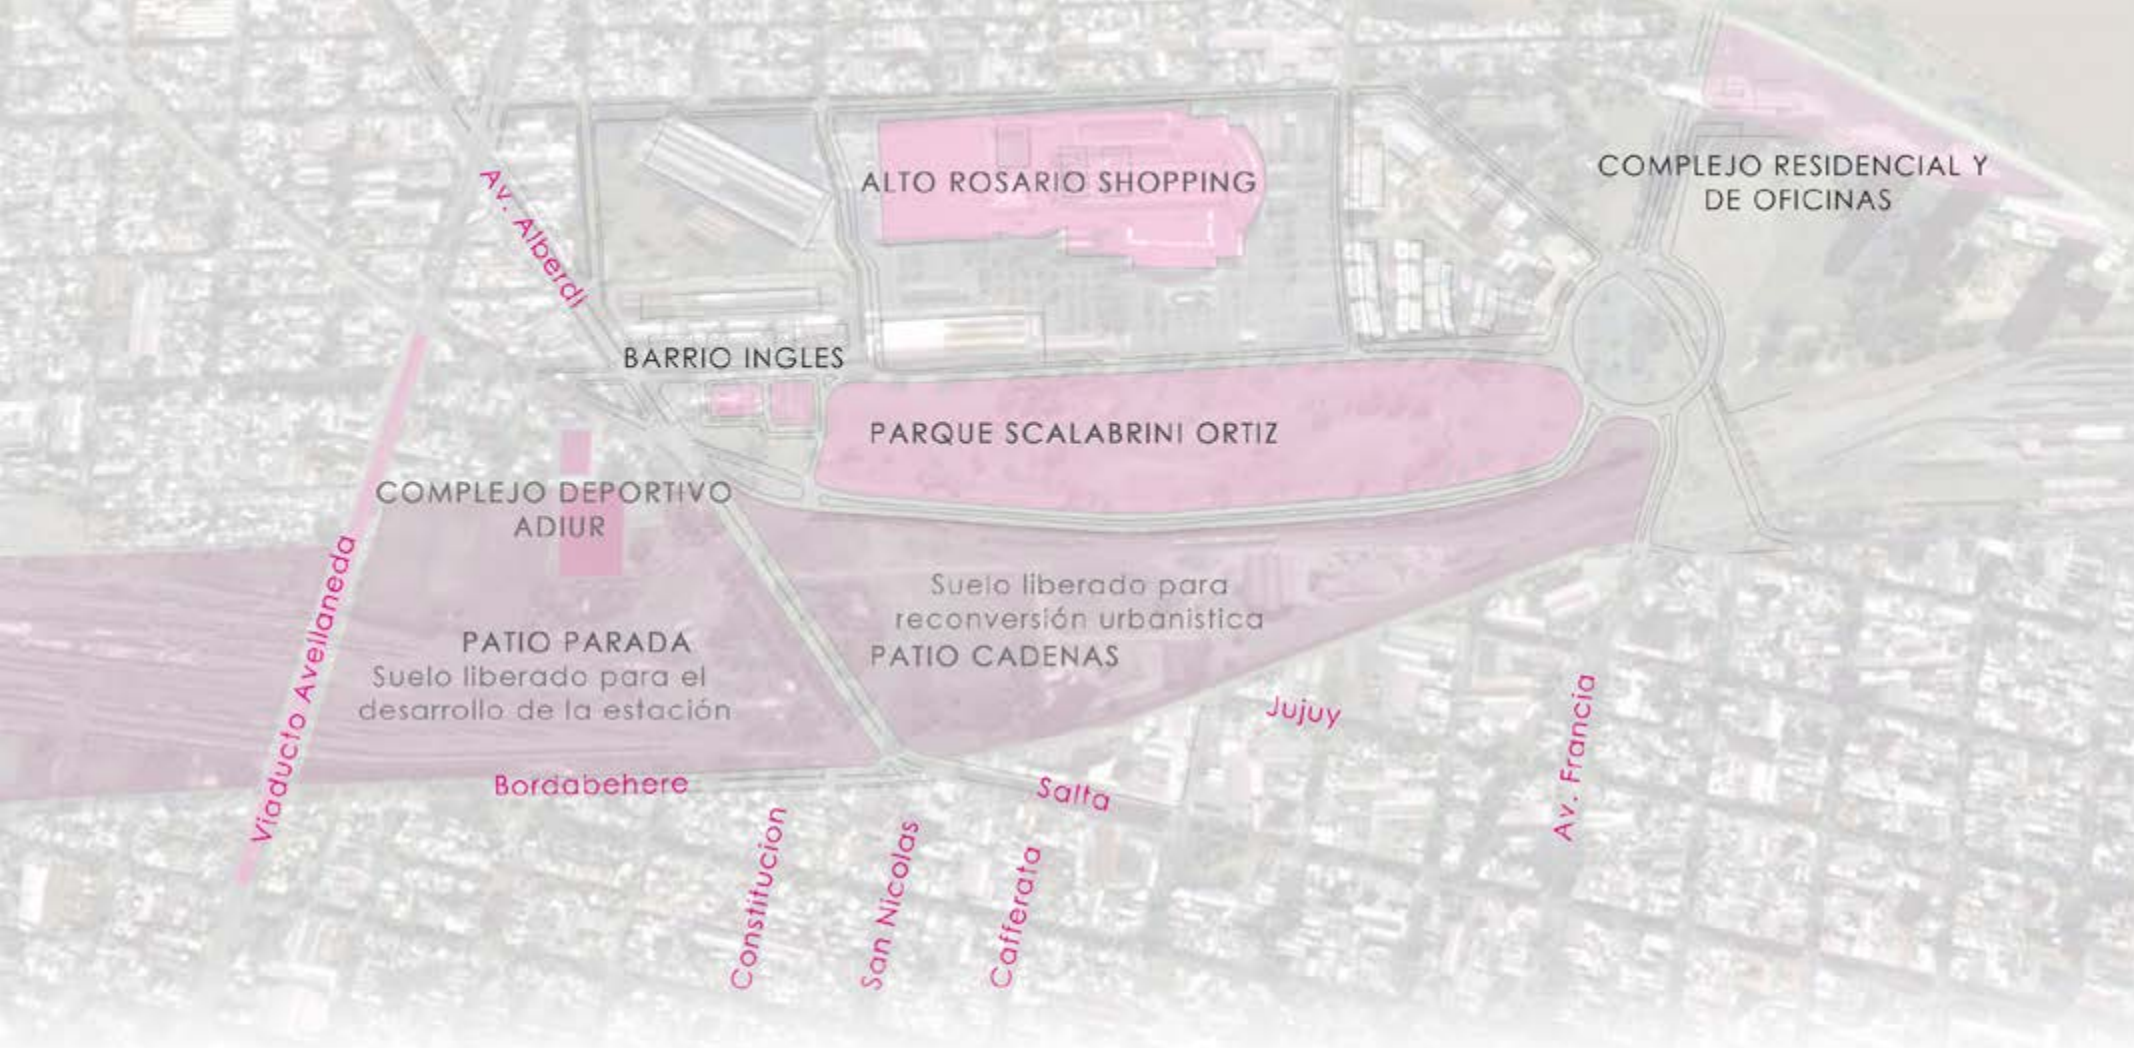 COMPLEJO RESIDENCIAL Y
DE OFICINAS
ALTO ROSARIO SHOPPING
Av. Alberdi
BARRIO INGLES
PARQUE SCALABRINI ORTIZ
COMPLEJO DEPORTIVO
ADIUR
Viaducto Avellaneda
Suelo liberado para
reconversión urbanistica
PATIO CADENAS
PATIO PARADA
Suelo liberado para el
desarrollo de la estación
Jujuy
Av. Francia
Bordabehere
Salta
Constitucion
San Nicolas
Cafferata